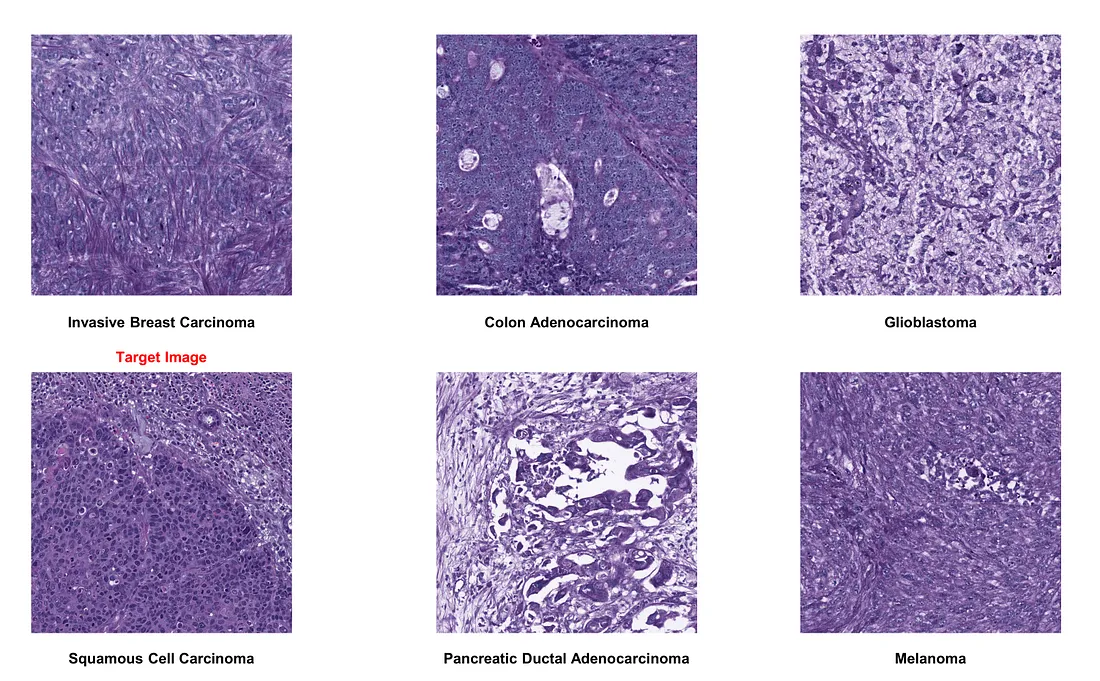 Invasive Breast Carcinoma
Colon Adenocarcinoma
Glioblastoma
Target Image
Squamous Cell Carcinoma
Pancreatic Ductal Adenocarcinoma
Melanoma